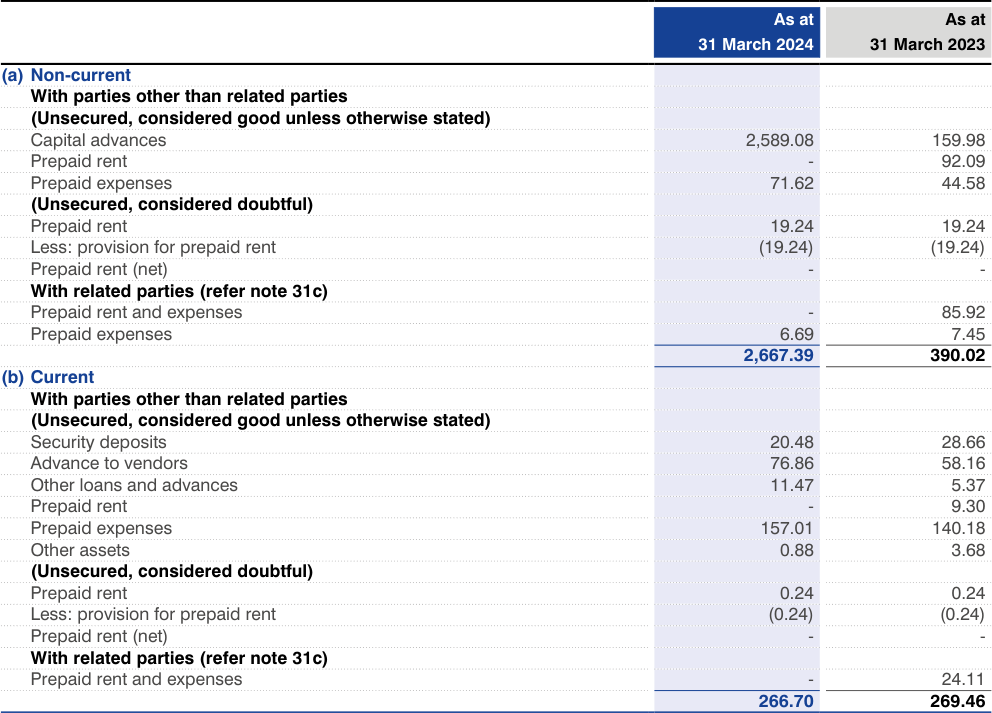 As at As at
31 March 2024 31 March 2023
(a) Non-current
With parties other than related parties
(Unsecured, considered good unless otherwise stated)
Capital advances 2,589.08 159.98
Prepaid rent - 92.09
Prepaid expenses 71.62 44.58
(Unsecured, considered doubtful)
Prepaid rent 19.24 19.24
Less: provision for prepaid rent (19.24) (19.24)
Prepaid rent (net) - -
With related parties (refer note 31c)
Prepaid rent and expenses - 85.92
Prepaid expenses 6.69 7.45
2,667.39 390.02
(b) Current
With parties other than related parties
(Unsecured, considered good unless otherwise stated)
Security deposits 20.48 28.66
Advance to vendors 76.86 58.16
Other loans and advances 11.47 5.37
Prepaid rent - 9.30
Prepaid expenses 157.01 140.18
Other assets 0.88 3.68
(Unsecured, considered doubtful)
Prepaid rent 0.24 0.24
Less: provision for prepaid rent (0.24) (0.24)
Prepaid rent (net) - -
With related parties (refer note 31c)
Prepaid rent and expenses - 24.11
266.70 269.46